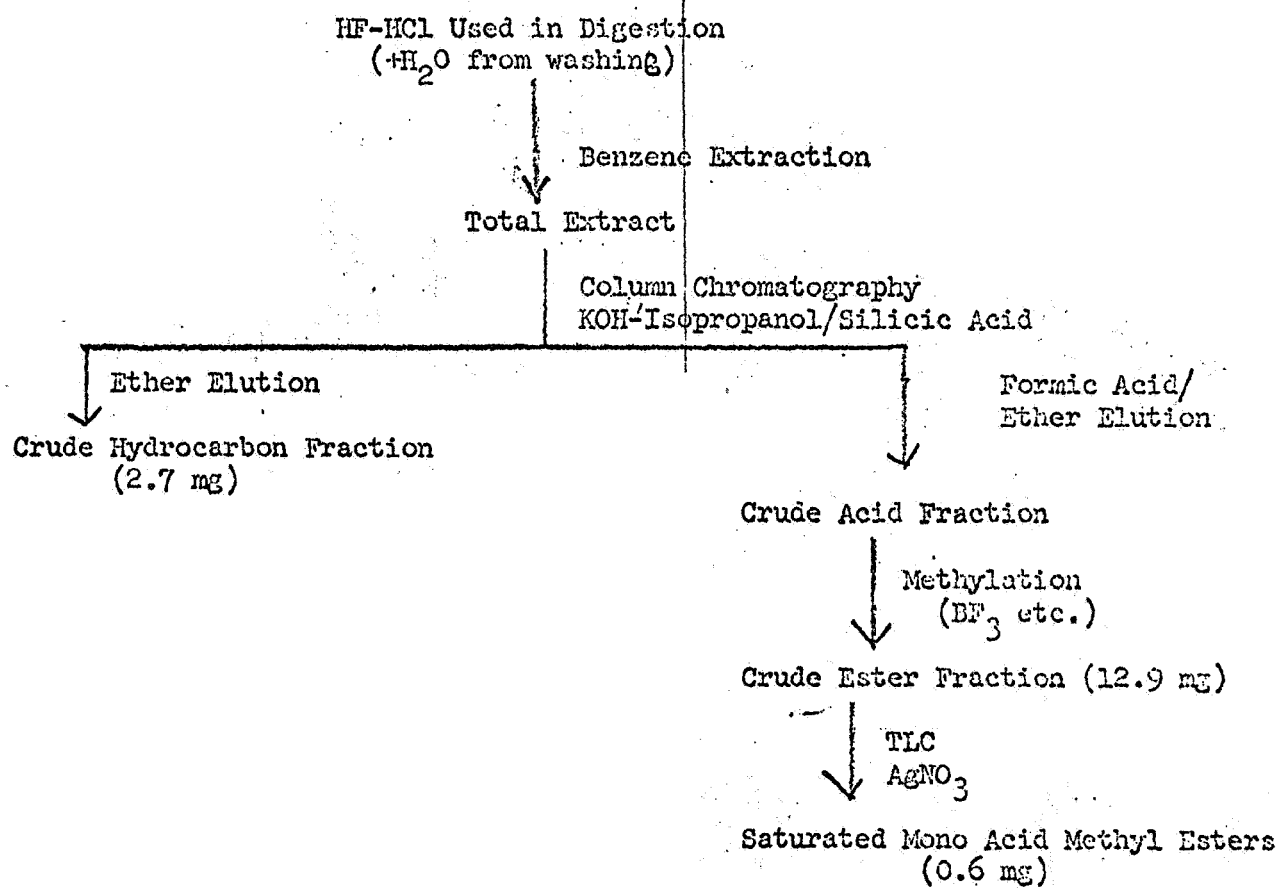 HF-HCl Used in Digestion
(+H₂O from washing)
Benzene Extraction
Total Extract
Column Chromatography
KOH-Isopropanol/Silicic Acid
Ether Elution
Formic Acid/
Ether Elution
Crude Hydrocarbon Fraction
(2.7 mg)
Crude Acid Fraction
Methylation
(BF₃ etc.)
Crude Ester Fraction (12.9 mg)
TLC
AgNO₃
Saturated Mono Acid Methyl Esters
(0.6 mg)